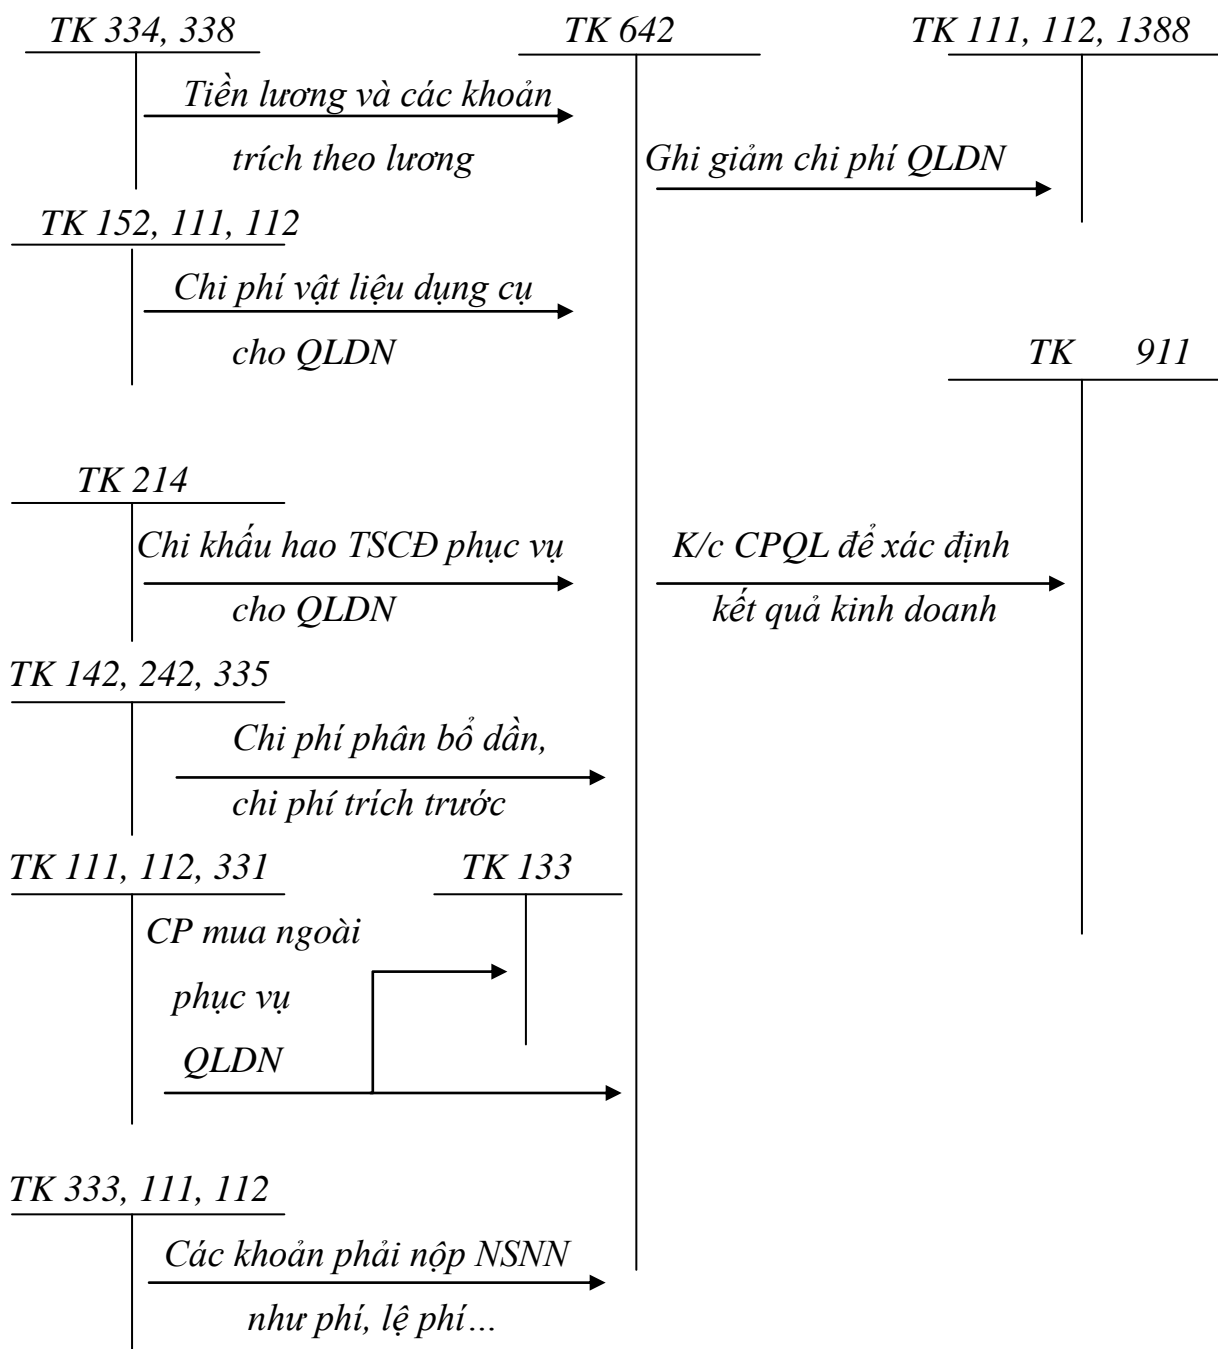 TK 334, 338
TK 642
TK 111, 112, 1388
Tiền lương và các khoản
trích theo lương
Ghi giảm chi phí QLDN
TK 152, 111, 112
Chi phí vật liệu dụng cụ
cho QLDN
TK 911
TK 214
Chi khấu hao TSCĐ phục vụ
cho QLDN
K/c CPQL để xác định
kết quả kinh doanh
TK 142, 242, 335
Chi phí phân bổ dần,
chi phí trích trước
TK 111, 112, 331
TK 133
CP mua ngoài
phục vụ
QLDN
TK 333, 111, 112
Các khoản phải nộp NSNN
như phí, lệ phí...